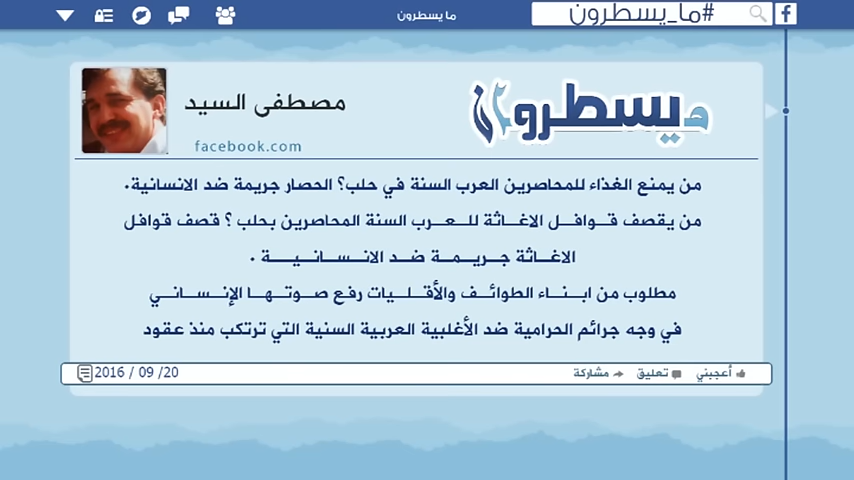 #ما_يسطرون
ما يسطرون
ما يسطرون
مصطفى السيد
facebook.com
من يمنع الغذاء للمحاصرين العرب السنة في حلب؟ الحصار جريمة ضد الانسانية.
من يقصف قوافل الاغاثة للعرب السنة المحاصرين بحلب ؟ قصف قوافل
الاغاثة جريمة ضد الانسانية .
مطلوب من ابناء الطوائف والأقليات رفع صوتها الإنساني
في وجه جرائم الحرامية ضد الأغلبية العربية السنية التي ترتكب منذ عقود
أعجبني تعليق مشاركة 2016 / 09 /20